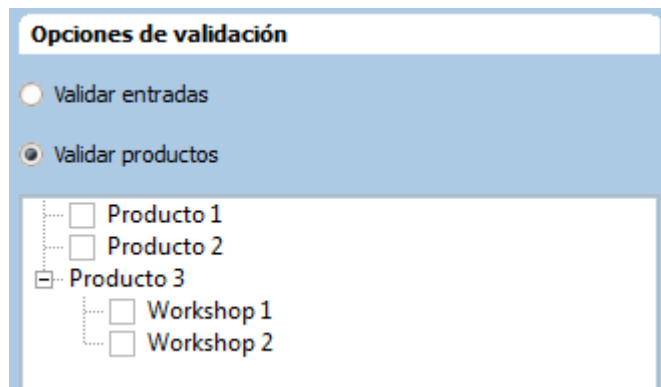 Opciones de validación
Validar entradas
Validar productos
Producto 1
Producto 2
Producto 3
Workshop 1
Workshop 2